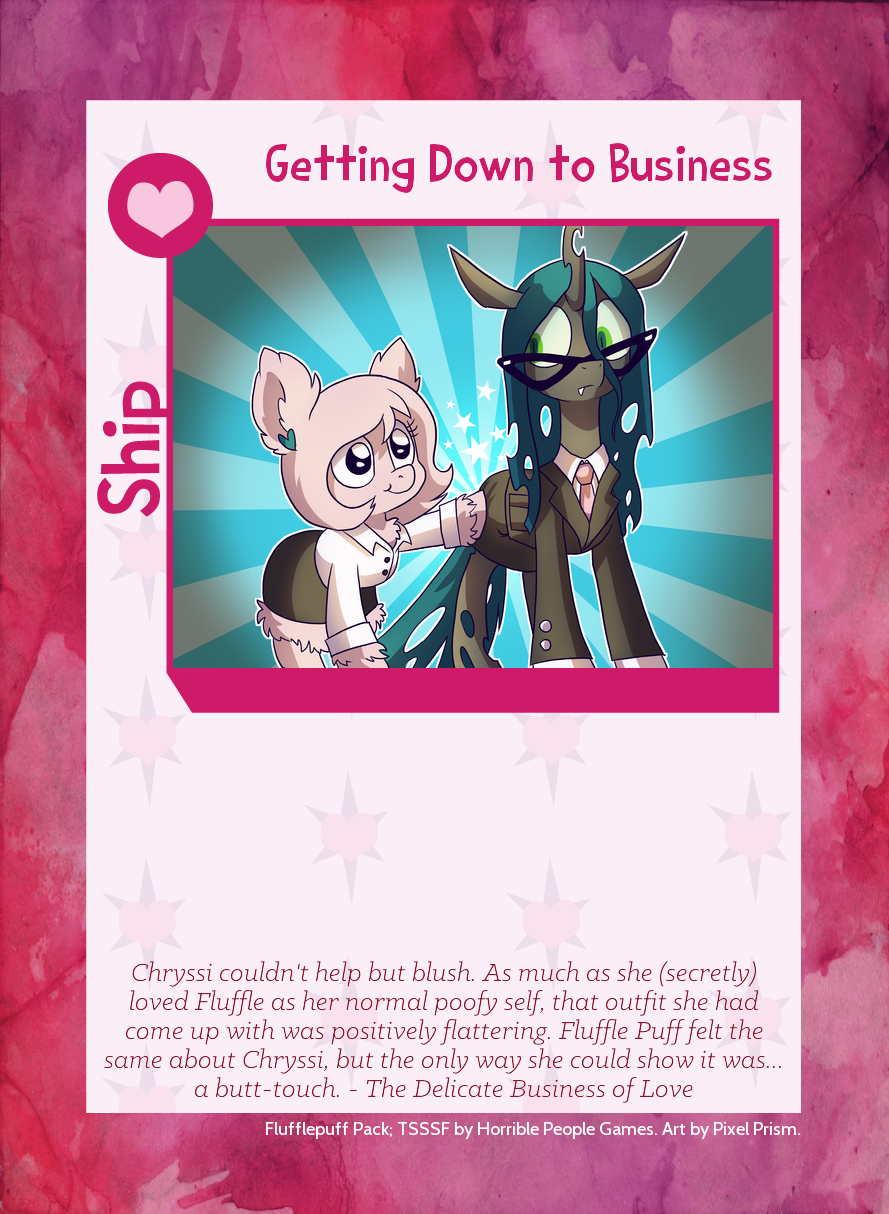 Getting Down to Business
Ship
Chryssi couldn't help but blush. As much as she (secretly)
loved Fluffle as her normal poofy self, that outfit she had
come up with was positively flattering. Fluffle Puff felt the
same about Chryssi, but the only way she could show it was...
a butt-touch. - The Delicate Business of Love
Flufflepuff Pack; TSSSF by Horrible People Games. Art by Pixel Prism.